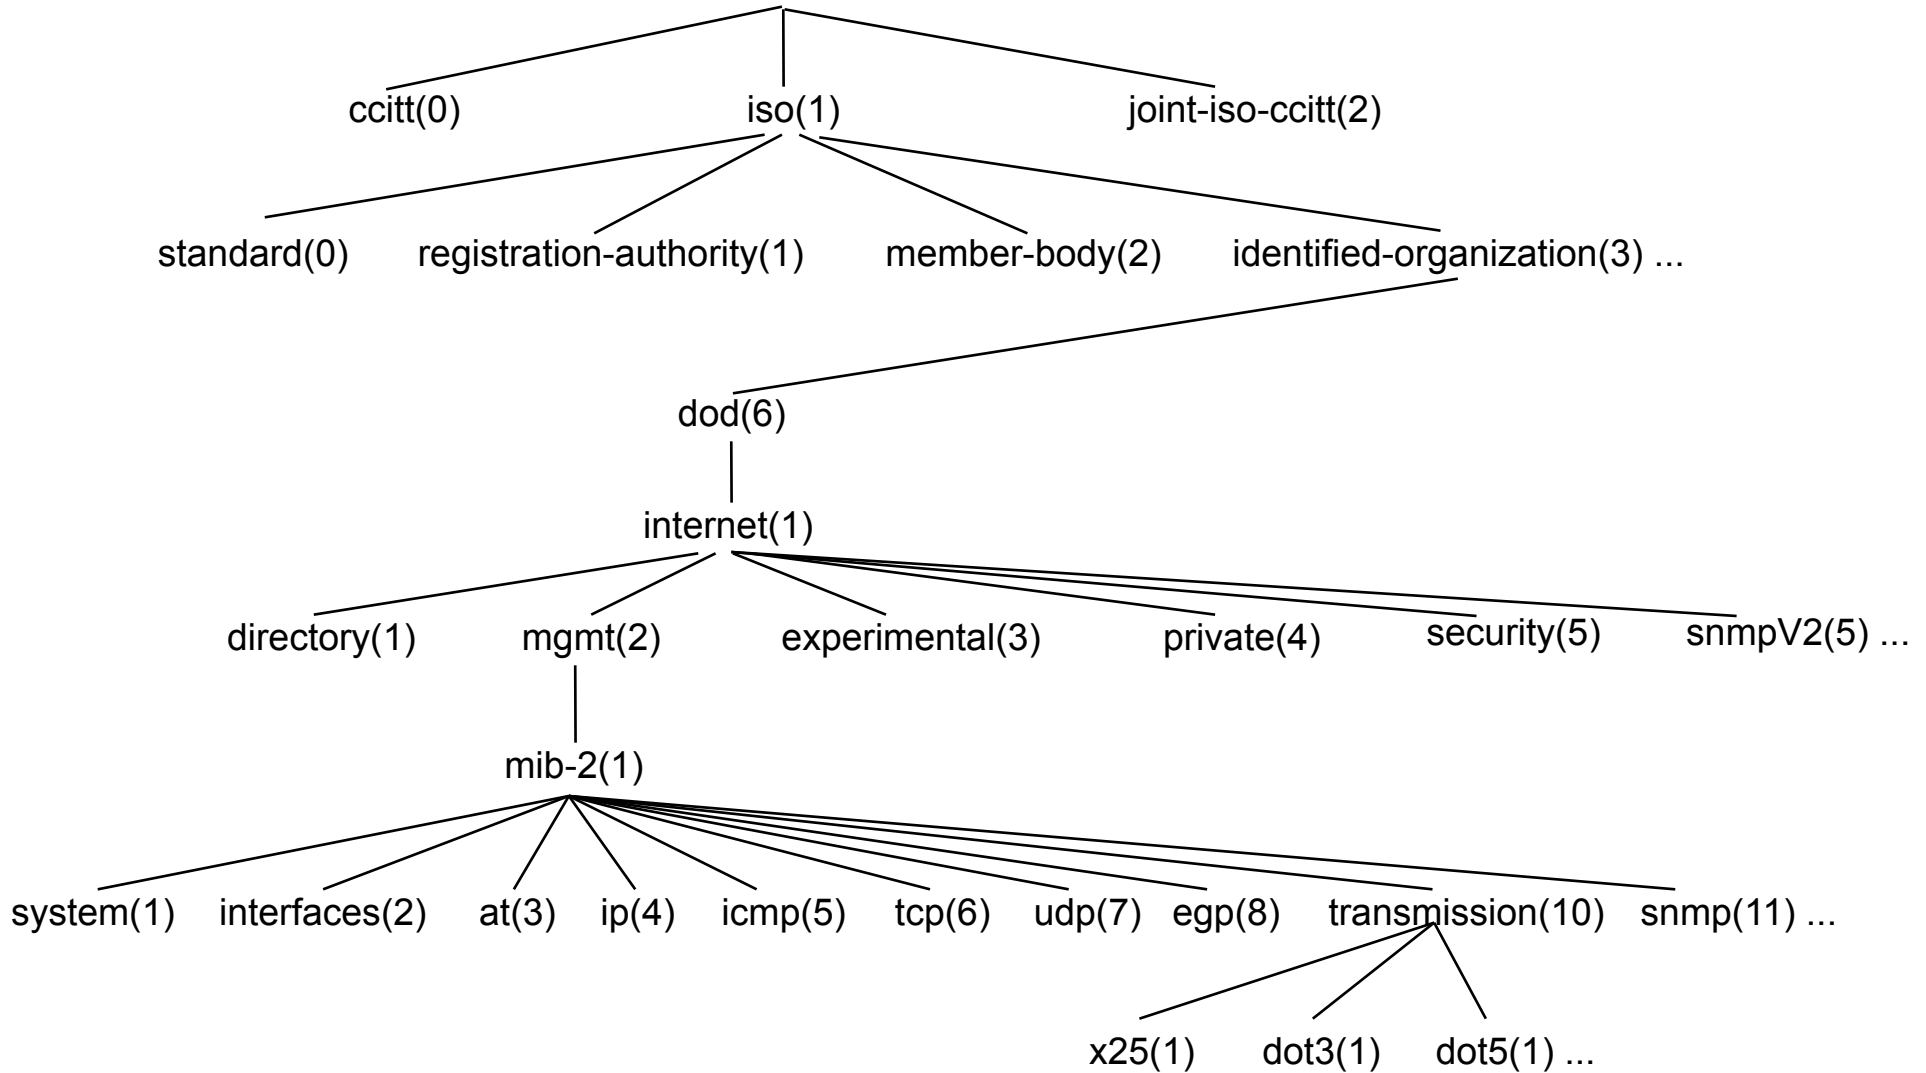 ccitt(0) iso(1) joint-iso-ccitt(2)
standard(0) registration-authority(1) member-body(2) identified-organization(3) ...
dod(6)
internet(1)
directory(1) mgmt(2) experimental(3) private(4) security(5) snmpV2(5) ...
mib-2(1)
system(1) interfaces(2) at(3) ip(4) icmp(5) tcp(6) udp(7) egp(8) transmission(10) snmp(11) ...
x25(1) dot3(1) dot5(1) ...